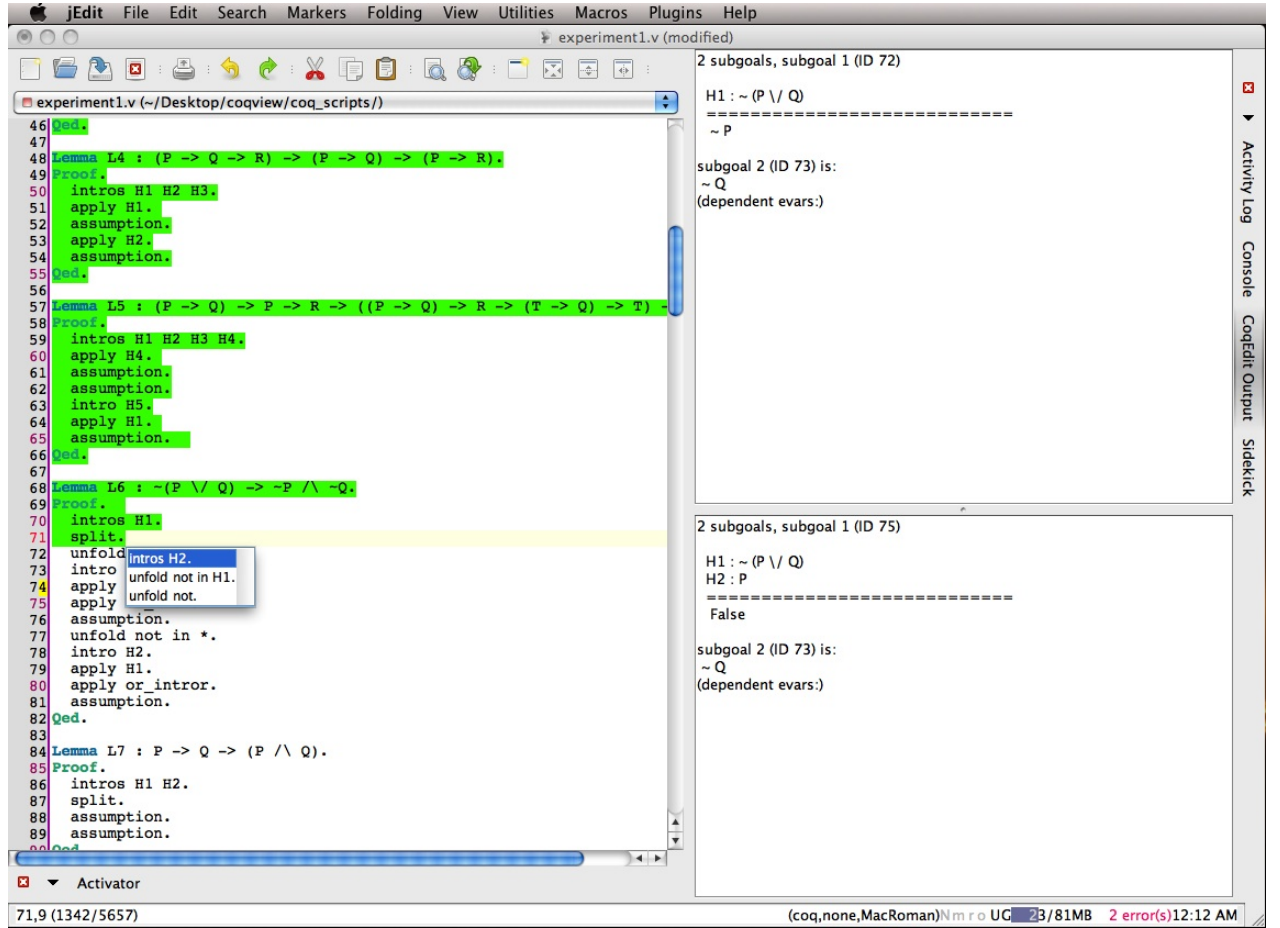 jEdit File Edit Search Markers Folding View Utilities Macros Plugins Help
experiment1.v (modified)
experiment1.v (~/Desktop/coqview/coq_scripts/)
46 Qed.
47
48 Lemma L4 : (P -> Q -> R) -> (P -> Q) -> (P -> R).
49 Proof.
50 intros H1 H2 H3.
51 apply H1.
52 assumption.
53 apply H2.
54 assumption.
55 Qed.
56
57 Lemma L5 : (P -> Q) -> P -> R -> ((P -> Q) -> R -> (T -> Q) -> T) -
58 Proof.
59 intros H1 H2 H3 H4.
60 apply H4.
61 assumption.
62 assumption.
63 intro H5.
64 apply H1.
65 assumption.
66 Qed.
67
68 Lemma L6 : ~(P \/ Q) -> ~P /\ ~Q.
69 Proof.
70 intros H1.
71 split.
72 unfold
73 intro
74 apply
75 apply
76 assumption.
77 unfold not in *.
78 intro H2.
79 apply H1.
80 apply or_intror.
81 assumption.
82 Qed.
83
84 Lemma L7 : P -> Q -> (P /\ Q).
85 Proof.
86 intros H1 H2.
87 split.
88 assumption.
89 assumption.
90 Qed
intros H2.
unfold not in H1.
unfold not.
2 subgoals, subgoal 1 (ID 72)
H1 : ~ (P \/ Q)
============================
~ P
subgoal 2 (ID 73) is:
~ Q
(dependent evars:)
2 subgoals, subgoal 1 (ID 75)
H1 : ~ (P \/ Q)
H2 : P
============================
False
subgoal 2 (ID 73) is:
~ Q
(dependent evars:)
Activity Log
Console
CoqEdit Output
Sidekick
Activator
71,9 (1342/5657)
(coq,none,MacRoman)N m r o UG 23/81MB 2 error(s)12:12 AM